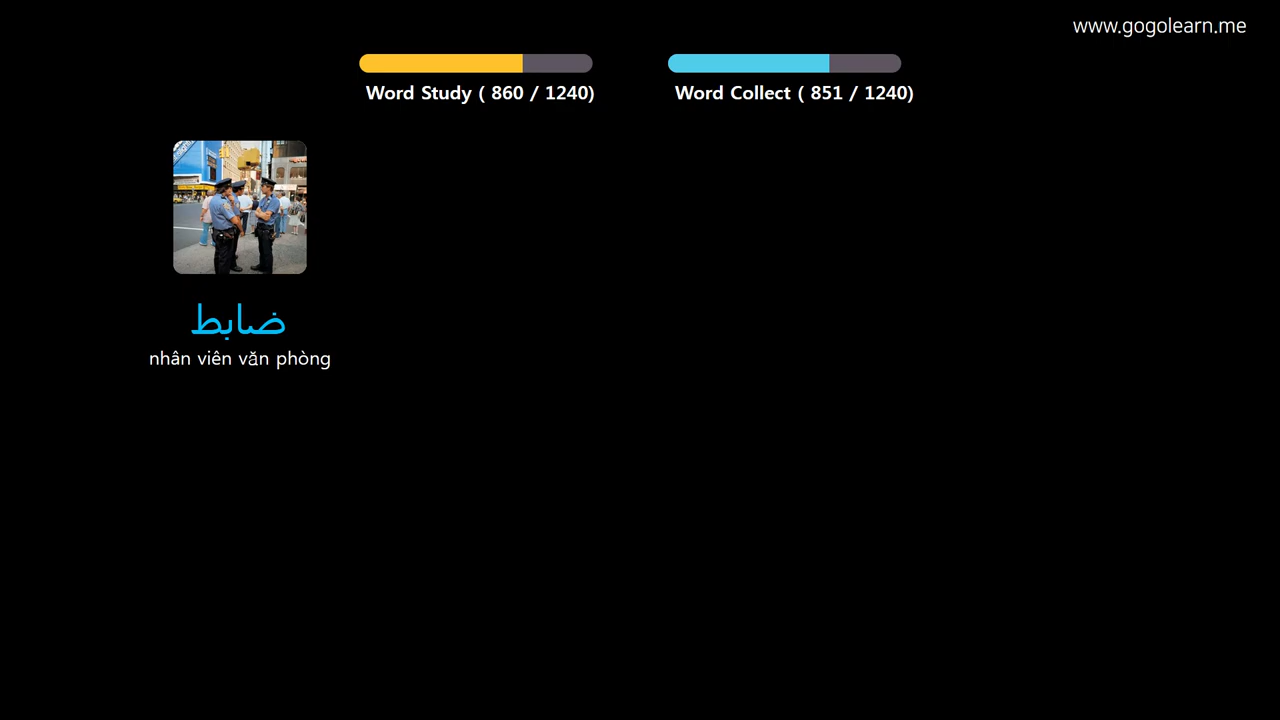 www.gogolearn.me
Word Study ( 860 / 1240)
Word Collect ( 851 / 1240)
ضابط
nhân viên văn phòng